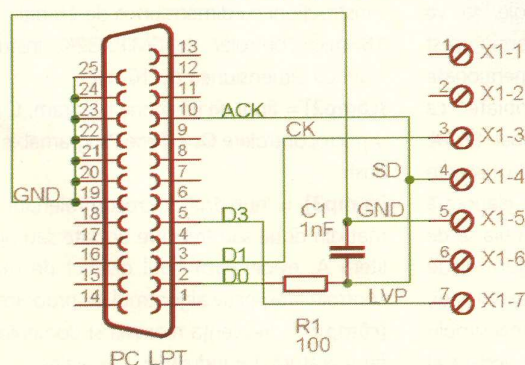 13
25
12
24
11
23
10
ACK
22
9
CK
21
8
20
7
GND
19
6
18
5
D3
17
4
16
3
D1
15
2
D0
14
1
PC LPT
C1
1nF
R1
100
SD
GND
LVP
1
X1-1
2
X1-2
3
X1-3
4
X1-4
5
X1-5
6
X1-6
7
X1-7